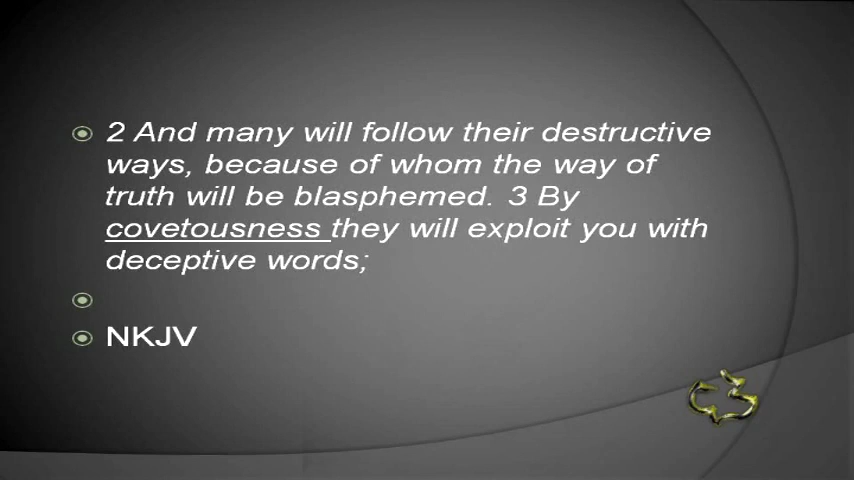 2 And many will follow their destructive
ways, because of whom the way of
truth will be blasphemed. 3 By
covetousness they will exploit you with
deceptive words;
NKJV